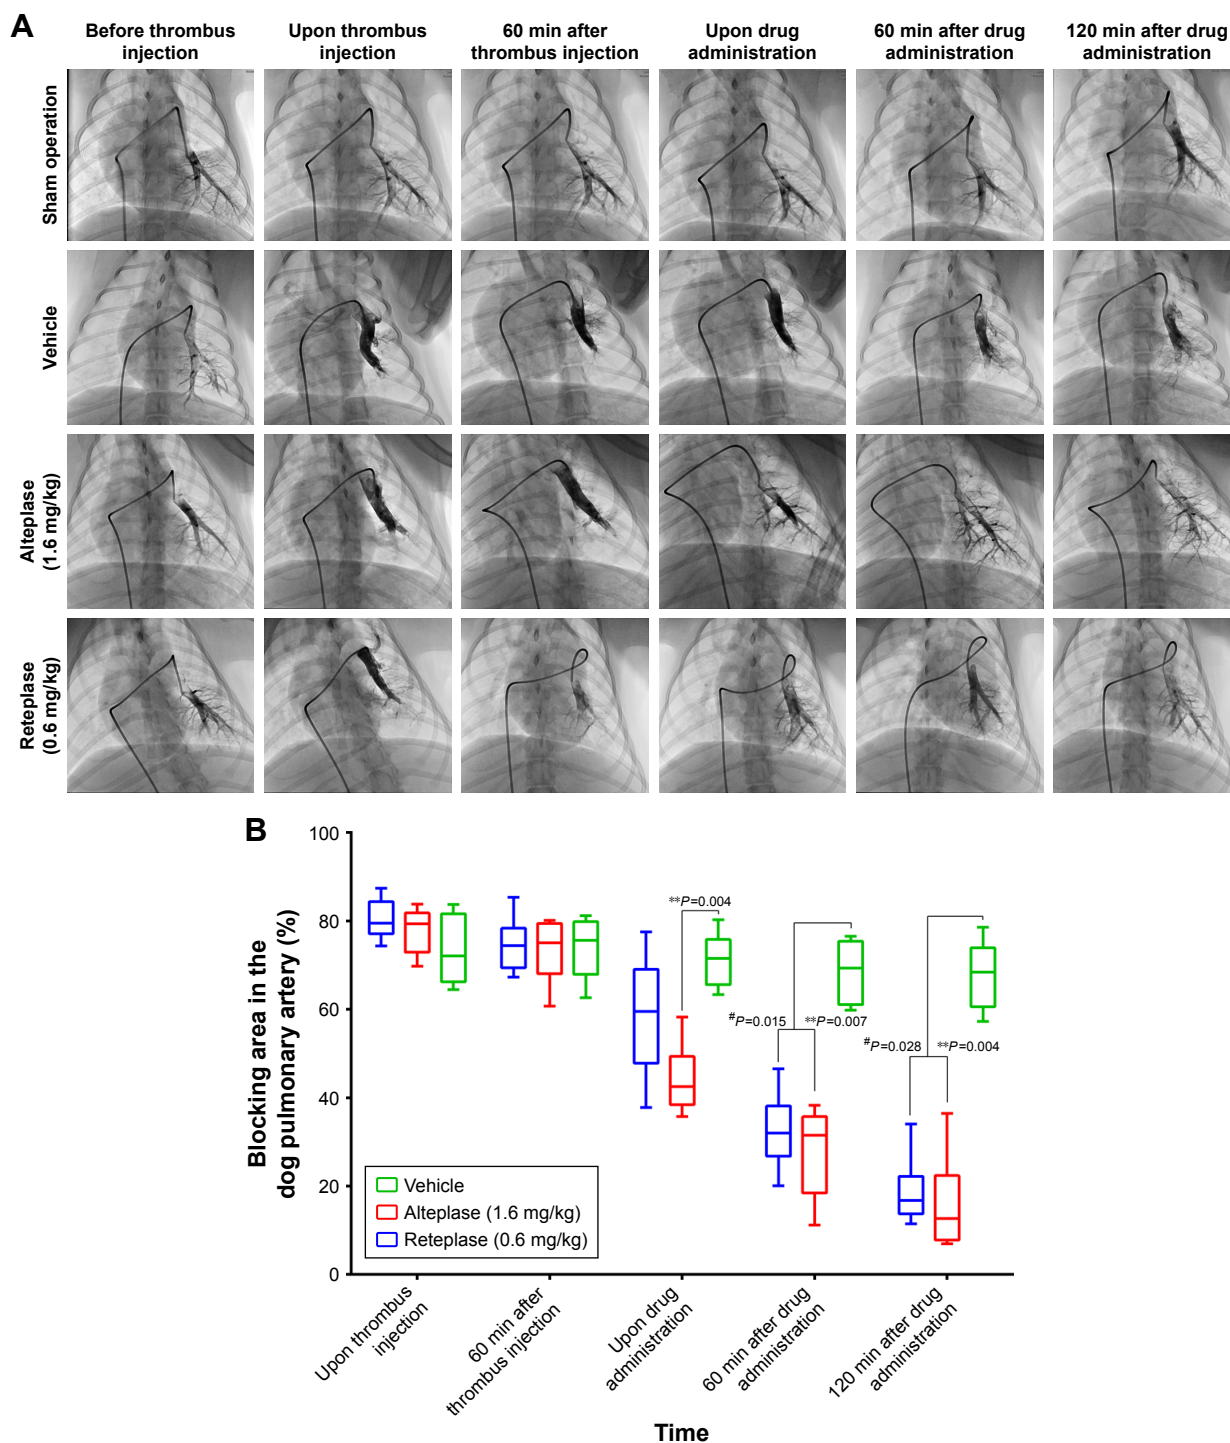 A
Before thrombus
injection
Upon thrombus
injection
60 min after
thrombus injection
Upon drug
administration
60 min after drug
administration
120 min after drug
administration
Sham operation
Vehicle
Alteplase
(1.6 mg/kg)
Reteplase
(0.6 mg/kg)
B
Blocking area in the
dog pulmonary artery (%)
100
80
60
40
20
0
**P=0.004
#P=0.015
**P=0.007
#P=0.028
**P=0.004
Vehicle
Alteplase (1.6 mg/kg)
Reteplase (0.6 mg/kg)
Upon thrombus
injection
60 min after
thrombus injection
Upon drug
administration
60 min after drug
administration
120 min after drug
administration
Time